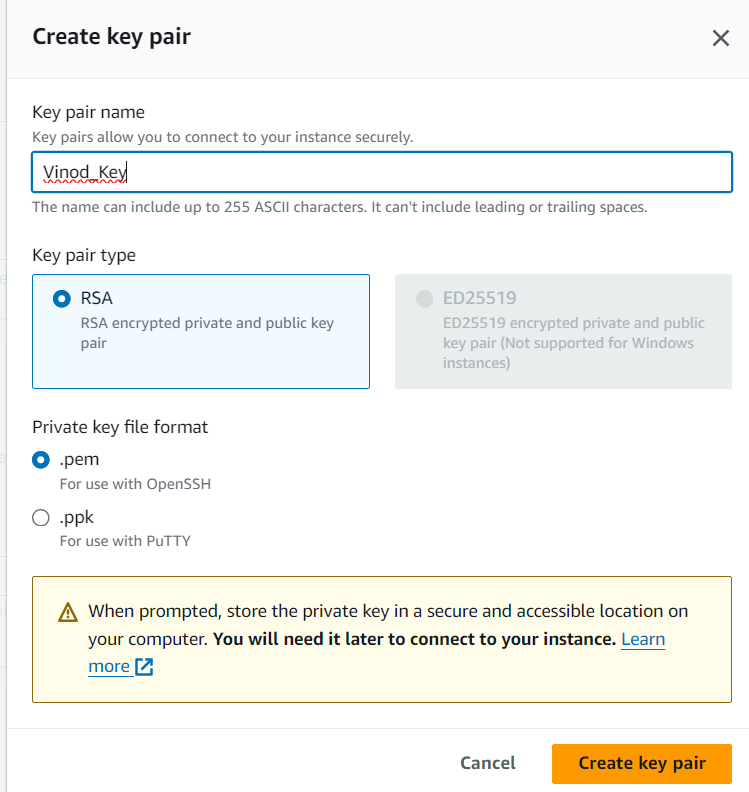 Create key pair
Key pair name
Key pairs allow you to connect to your instance securely.
Vinod_Key
The name can include up to 255 ASCII characters. It can't include leading or trailing spaces.
Key pair type
RSA
RSA encrypted private and public key
pair
ED25519
ED25519 encrypted private and public
key pair (Not supported for Windows
instances)
Private key file format
.pem
For use with OpenSSH
.ppk
For use with PuTTY
When prompted, store the private key in a secure and accessible location on
your computer. You will need it later to connect to your instance. Learn
more
Cancel
Create key pair